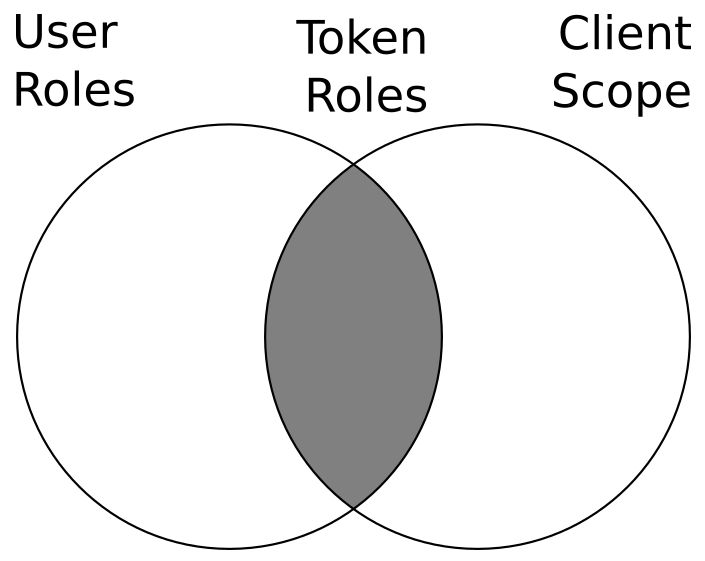 User
Roles
Token
Roles
Client
Scope